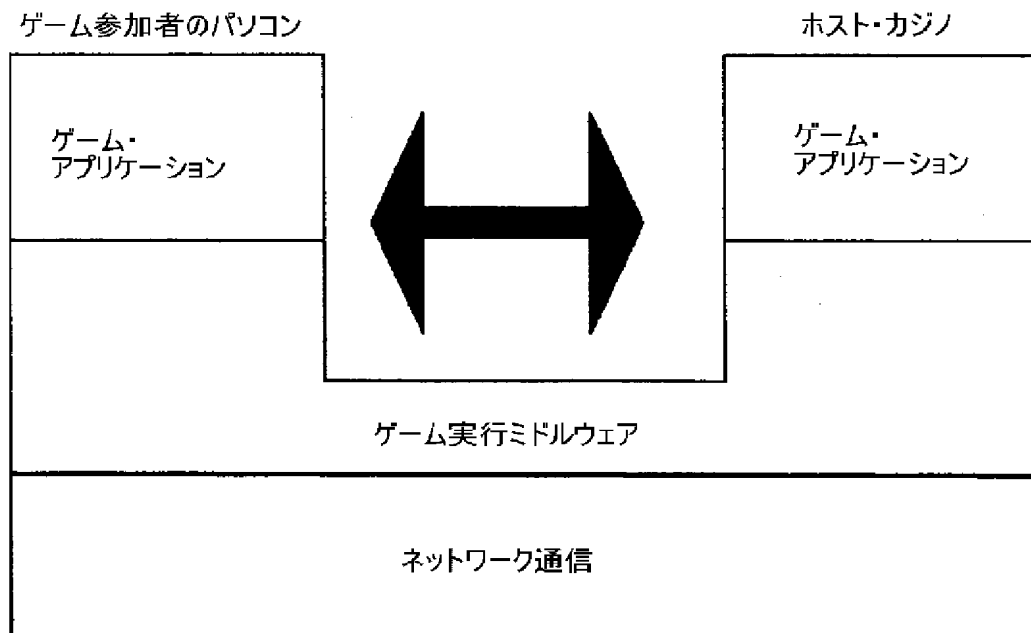 ゲーム参加者のパソコン
ホスト・カジノ
ゲーム・
アプリケーション
ゲーム・
アプリケーション
ゲーム実行ミドルウェア
ネットワーク通信